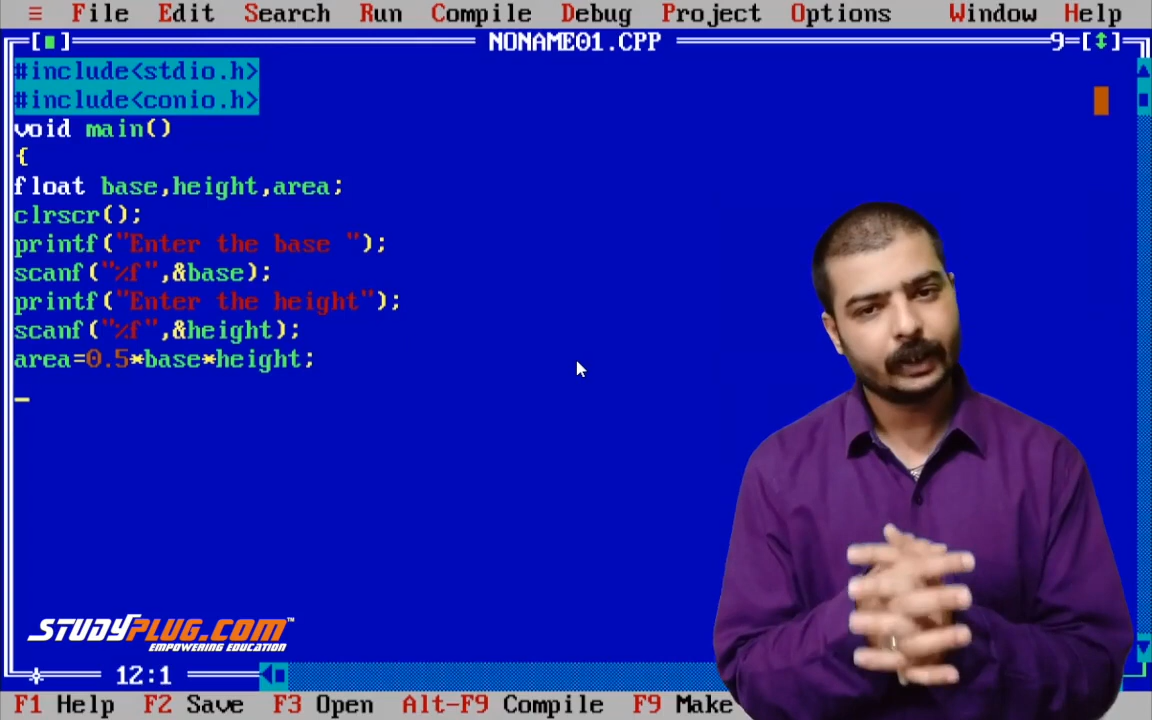 ≡ File Edit Search Run Compile Debug Project Options Window Help
[■] NONAME01.CPP 9=[↕]
#include<stdio.h>
#include<conio.h>
void main()
{
float base,height,area;
clrscr();
printf("Enter the base ");
scanf("%f",&base);
printf("Enter the height");
scanf("%f",&height);
area=0.5*base*height;
STUDYPLUG.COM™
EMPOWERING EDUCATION
12:1
F1 Help F2 Save F3 Open Alt-F9 Compile F9 Make